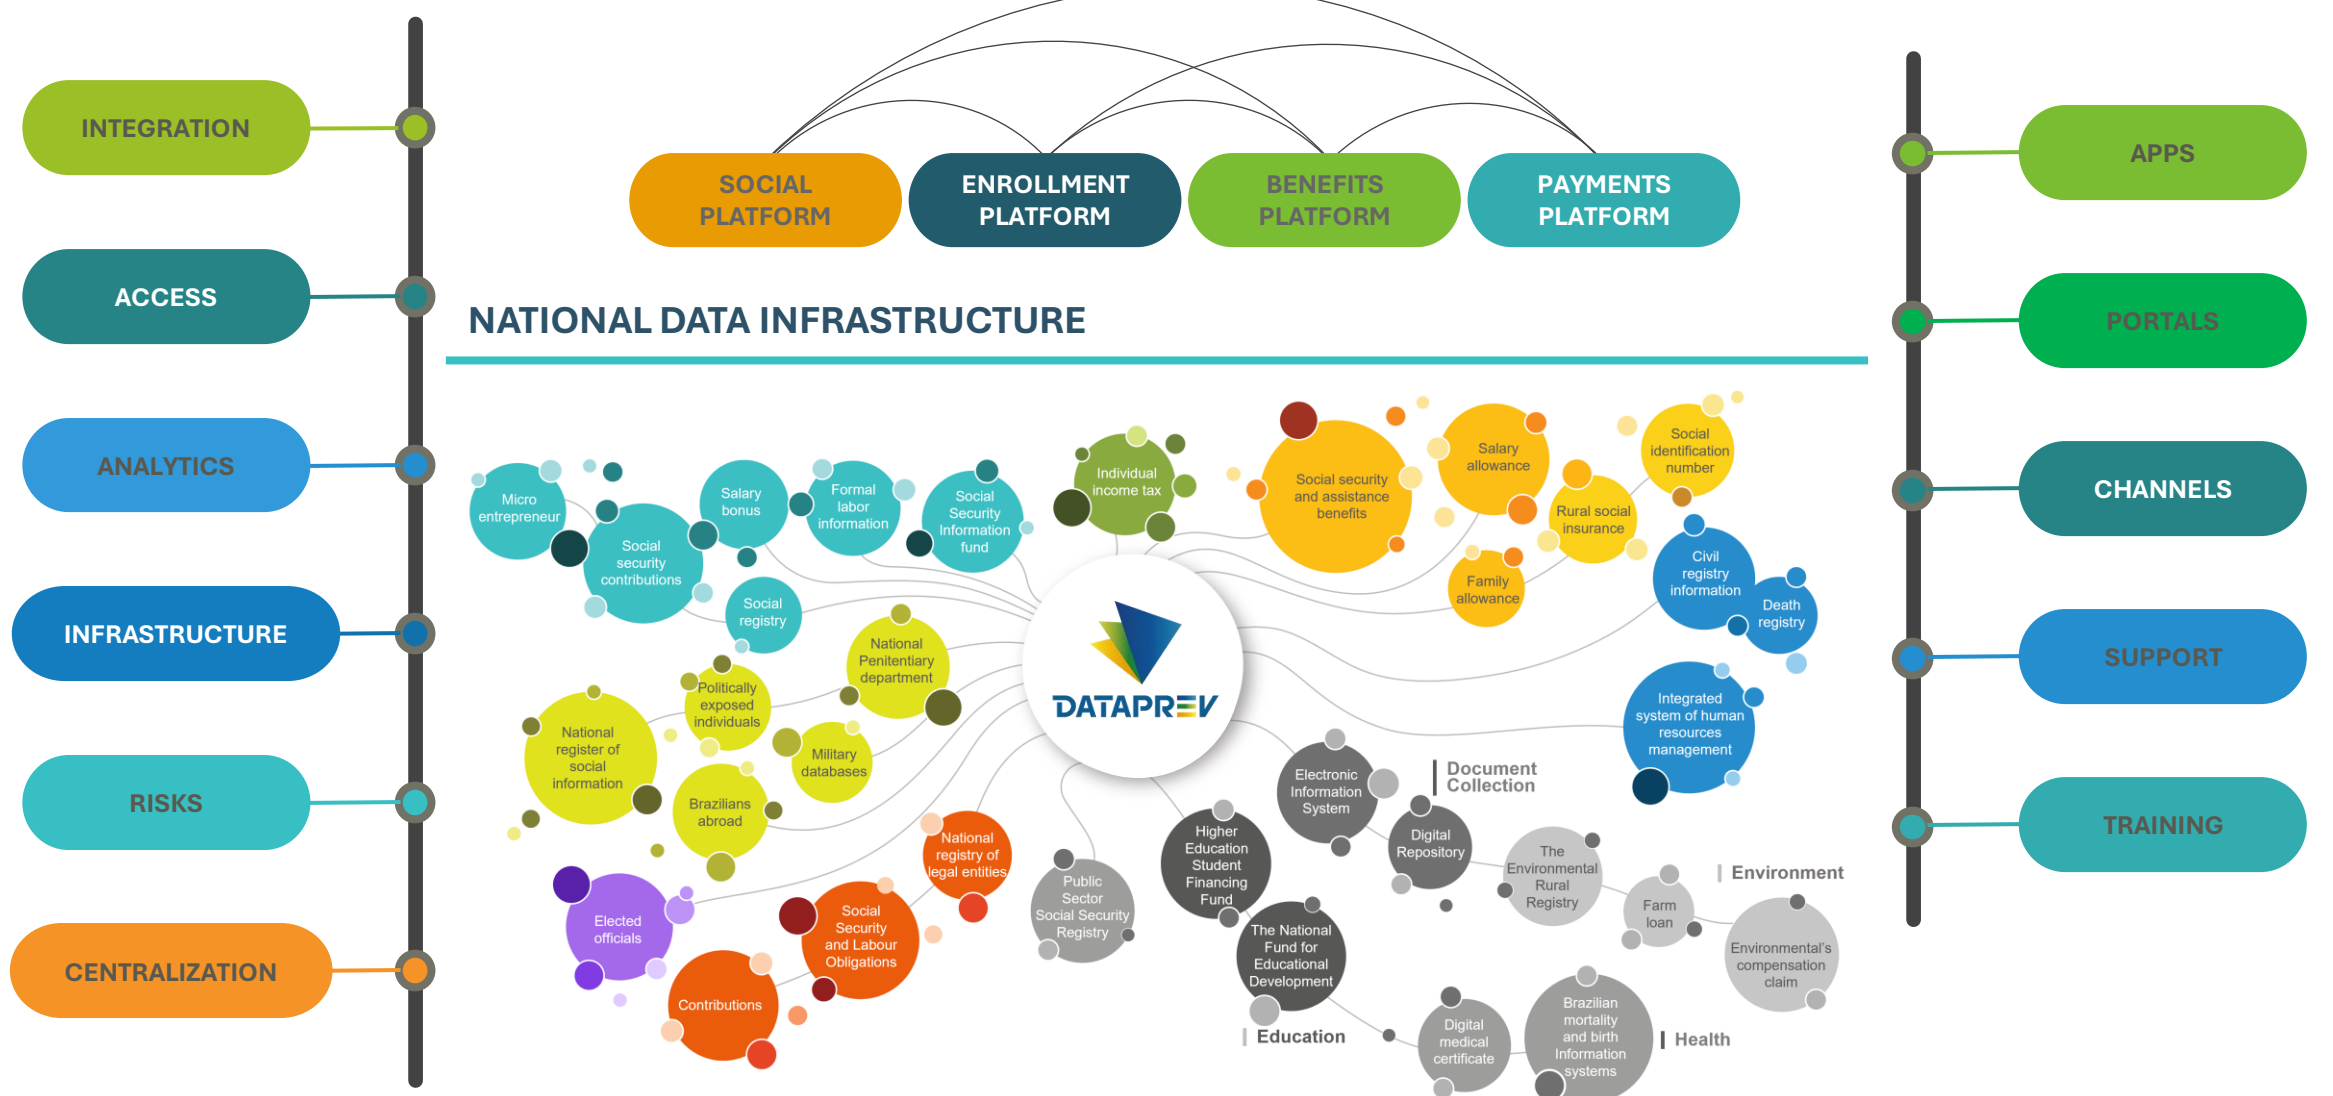 INTEGRATION
ACCESS
ANALYTICS
INFRASTRUCTURE
RISKS
CENTRALIZATION
SOCIAL
PLATFORM
ENROLLMENT
PLATFORM
BENEFITS
PLATFORM
PAYMENTS
PLATFORM
NATIONAL DATA INFRASTRUCTURE
Micro
entrepreneur
Social
security
contributions
Salary
bonus
Formal
labor
information
Social
Security
Information
fund
Social
registry
Individual
income tax
Social security
and assistance
benefits
Salary
allowance
Social
identification
number
Rural social
insurance
Family
allowance
Civil
registry
information
Death
registry
Integrated
system of human
resources
management
National
Penitentiary
department
Politically
exposed
individuals
National
register of
social
information
Military
databases
Brazilians
abroad
DATAPREV
Elected
officials
National
registry of
legal entities
Social
Security
and Labour
Obligations
Contributions
Public
Sector
Social Security
Registry
Higher
Education
Student
Financing
Fund
The National
Fund for
Educational
Development
Education
Electronic
Information
System
Document
Collection
Digital
Repository
The
Environmental
Rural
Registry
Farm
loan
Environment
Environmental's
compensation
claim
Digital
medical
certificate
Brazilian
mortality
and birth
Information
systems
Health
APPS
PORTALS
CHANNELS
SUPPORT
TRAINING